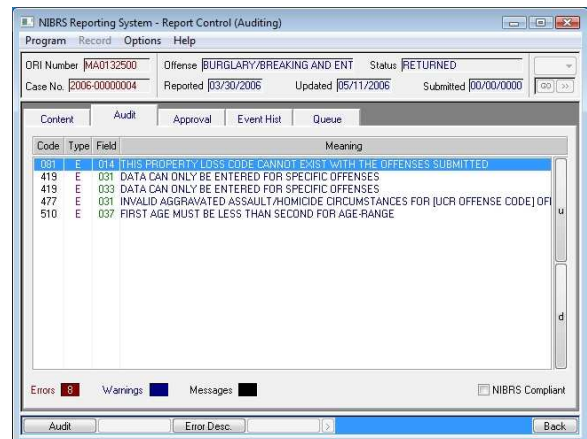 NIBRS Reporting System - Report Control (Auditing)
Program Record Options Help
ORI Number MA0132500 Offense BURGLARY/BREAKING AND ENT Status RETURNED
Case No. 2006-00000004 Reported 03/30/2006 Updated 05/11/2006 Submitted 00/00/0000 GO >>
Content Audit Approval Event Hist Queue
Code Type Field Meaning
081 E 014 THIS PROPERTY LOSS CODE CANNOT EXIST WITH THE OFFENSES SUBMITTED
419 E 031 DATA CAN ONLY BE ENTERED FOR SPECIFIC OFFENSES
419 E 033 DATA CAN ONLY BE ENTERED FOR SPECIFIC OFFENSES
477 E 031 INVALID AGGRAVATED ASSAULT/HOMICIDE CIRCUMSTANCES FOR [UCR OFFENSE CODE] OF
510 E 037 FIRST AGE MUST BE LESS THAN SECOND FOR AGE-RANGE
u
d
Errors 8 Warnings Messages NIBRS Compliant
Audit Error Desc. > Back